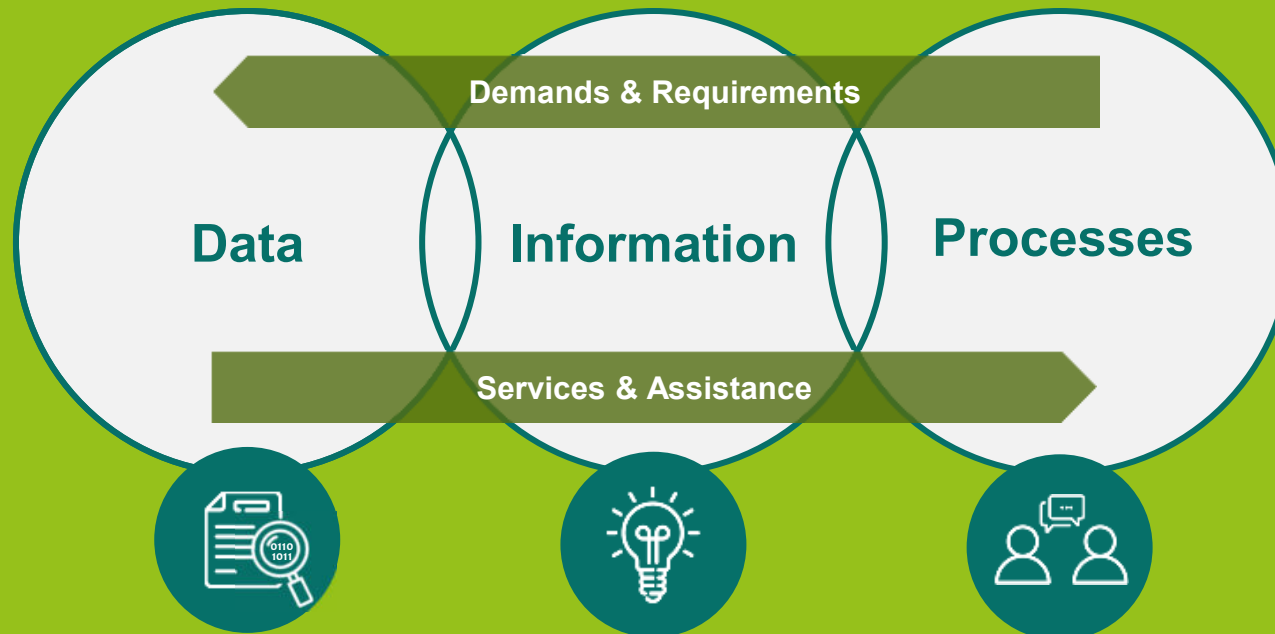 Demands & Requirements
Data
Information
Processes
Services & Assistance
0110
1011